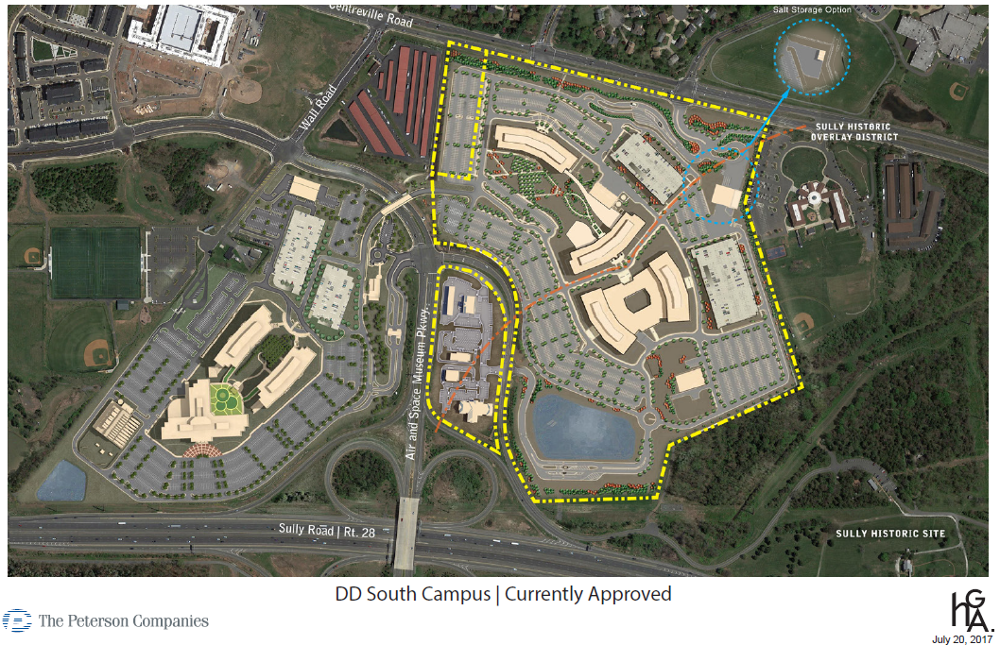 Centreville Road
Salt Storage Option
Wall Road
SULLY HISTORIC
OVERLAY DISTRICT
Air and Space Museum Pkwy.
Sully Road | Rt. 28
SULLY HISTORIC SITE
DD South Campus | Currently Approved
The Peterson Companies
hGA.
July 20, 2017